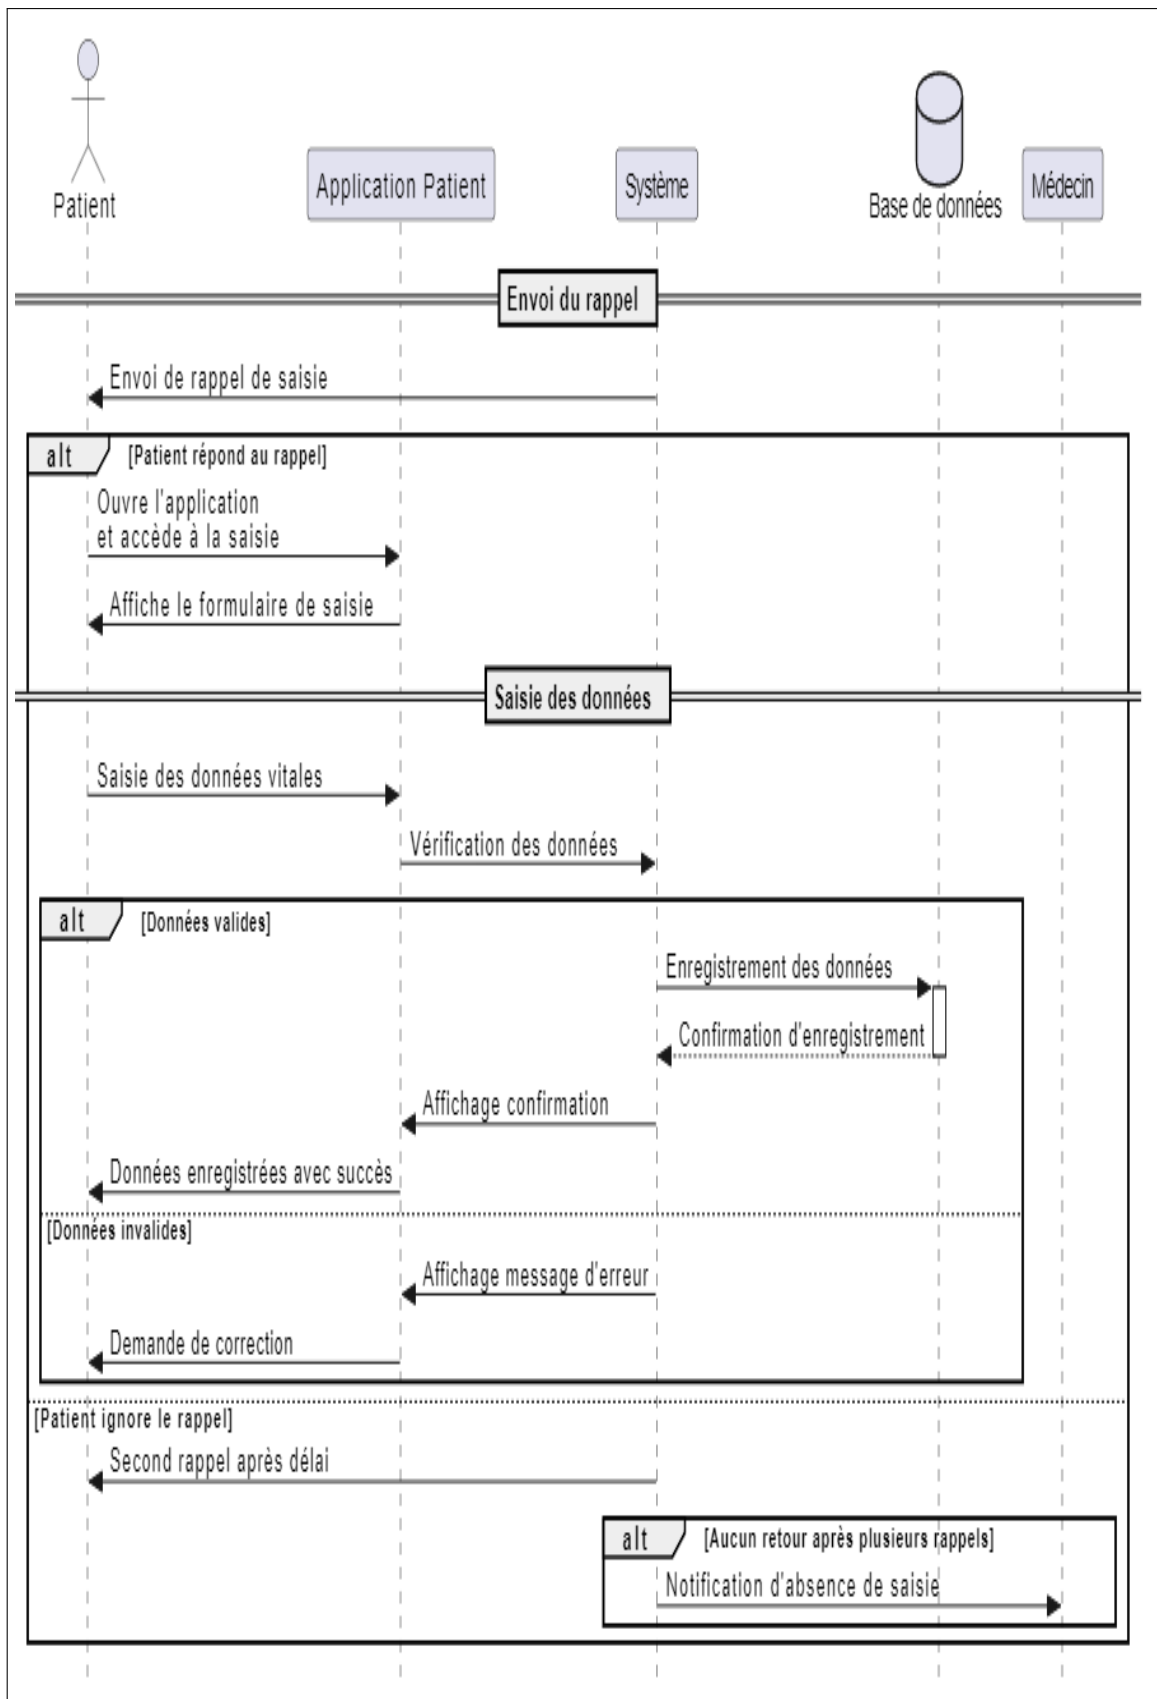 Patient
Application Patient
Système
Base de données
Médecin
Envoi du rappel
Envoi de rappel de saisie
alt
[Patient répond au rappel]
Ouvre l'application
et accède à la saisie
Affiche le formulaire de saisie
Saisie des données
Saisie des données vitales
Vérification des données
alt
[Données valides]
Enregistrement des données
Confirmation d'enregistrement
Affichage confirmation
Données enregistrées avec succès
[Données invalides]
Affichage message d'erreur
Demande de correction
[Patient ignore le rappel]
Second rappel après délai
alt
[Aucun retour après plusieurs rappels]
Notification d'absence de saisie